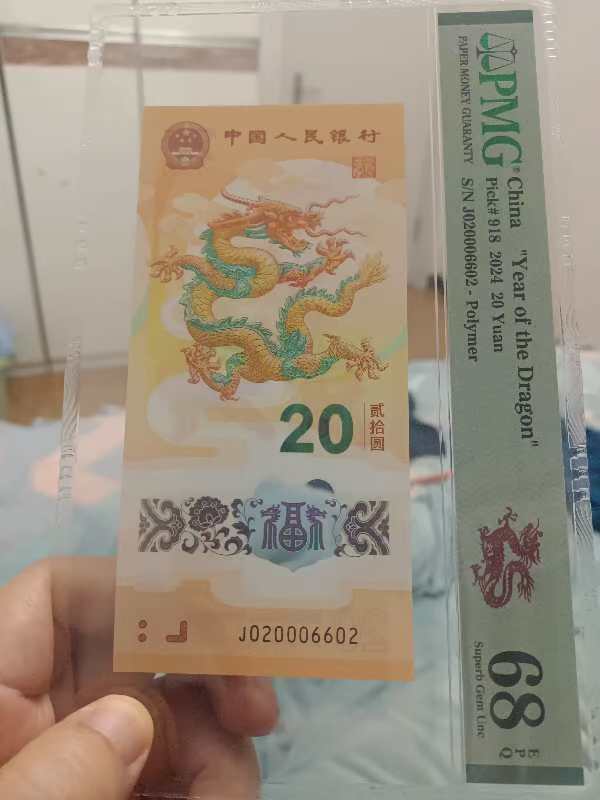 中国人民银行
20
贰拾圆
福
J020006602
PMG®
PAPER MONEY GUARANTY
China "Year of the Dragon"
Pick# 918 2024 20 Yuan
S/N J020006602 - Polymer
68 EPQ
Superb Gem Unc